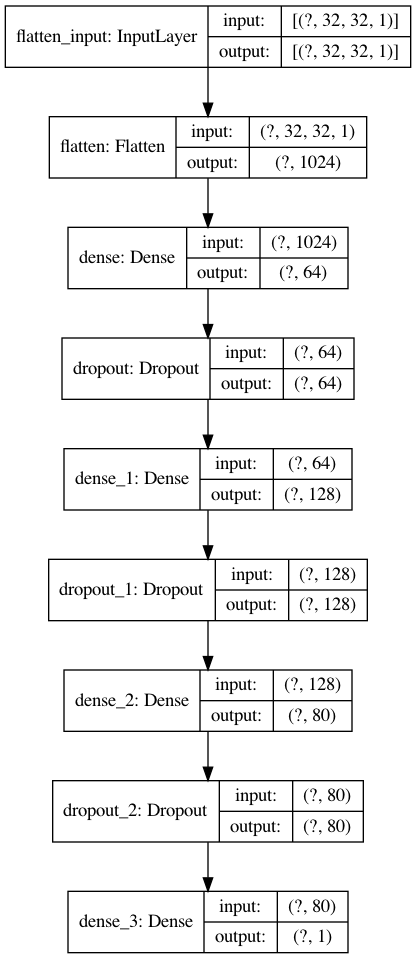 flatten_input: InputLayer
input: [(?, 32, 32, 1)]
output: [(?, 32, 32, 1)]
flatten: Flatten
input: (?, 32, 32, 1)
output: (?, 1024)
dense: Dense
input: (?, 1024)
output: (?, 64)
dropout: Dropout
input: (?, 64)
output: (?, 64)
dense_1: Dense
input: (?, 64)
output: (?, 128)
dropout_1: Dropout
input: (?, 128)
output: (?, 128)
dense_2: Dense
input: (?, 128)
output: (?, 80)
dropout_2: Dropout
input: (?, 80)
output: (?, 80)
dense_3: Dense
input: (?, 80)
output: (?, 1)